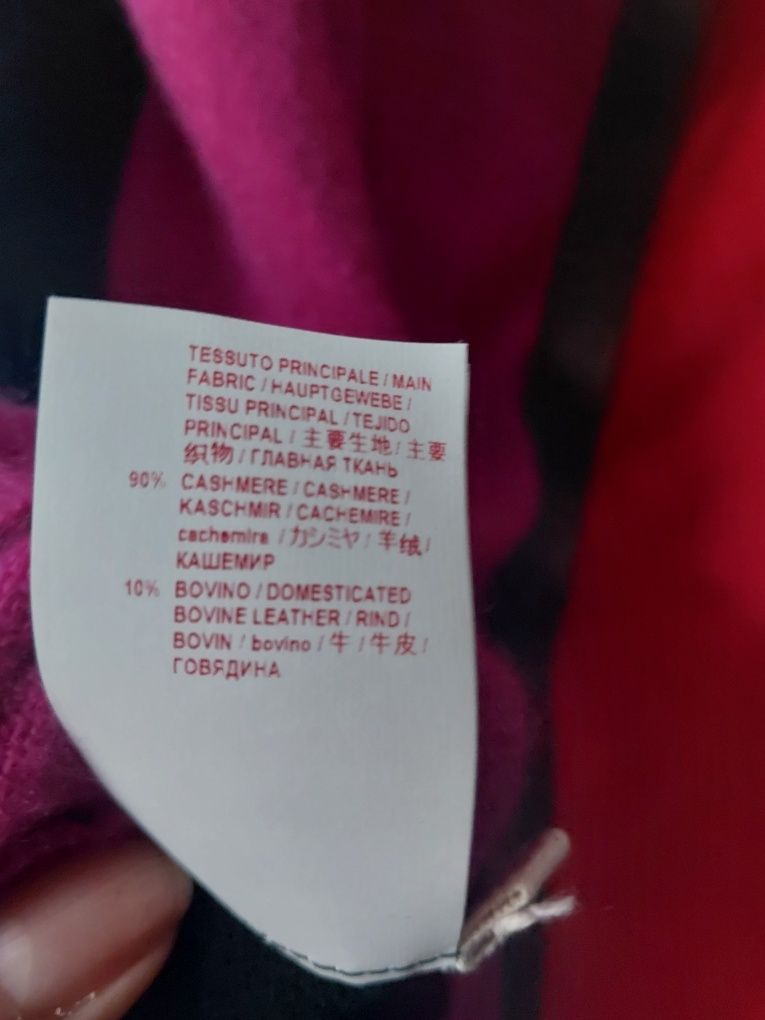 TESSUTO PRINCIPALE / MAIN
FABRIC / HAUPTGEWEBE /
TISSU PRINCIPAL / TEJIDO
PRINCIPAL / 主要生地 / 主要
织物 / ГЛАВНАЯ ТКАНЬ
90% CASHMERE / CASHMERE /
KASCHMIR / CACHEMIRE /
cachemira / カシミヤ / 羊绒 /
КАШЕМИР
10% BOVINO / DOMESTICATED
BOVINE LEATHER / RIND /
BOVIN / bovino / 牛 / 牛皮 /
ГОВЯДИНА